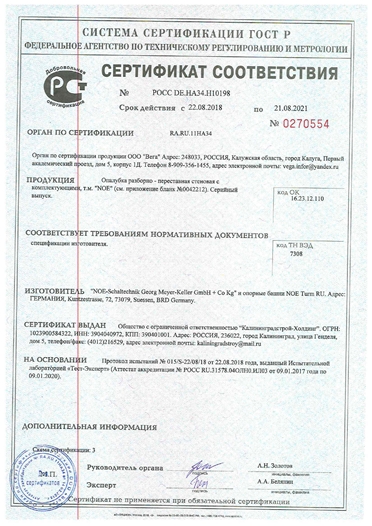 СИСТЕМА СЕРТИФИКАЦИИ ГОСТ Р
ФЕДЕРАЛЬНОЕ АГЕНТСТВО ПО ТЕХНИЧЕСКОМУ РЕГУЛИРОВАНИЮ И МЕТРОЛОГИИ
Добровольная
сертификация
СЕРТИФИКАТ СООТВЕТСТВИЯ
№ РОСС DE.НА34.Н10198
Срок действия с 22.08.2018 по 21.08.2021
№ 0270554
ОРГАН ПО СЕРТИФИКАЦИИ RA.RU.11НА34
Орган по сертификации продукции ООО "Вега" Адрес: 248033, РОССИЯ, Калужская область, город Калуга, Первый
академический проезд, дом 5, корпус 1Д. Телефон 8-909-356-1455, адрес электронной почты: vega.infor@yandex.ru
ПРОДУКЦИЯ Опалубка разборно - переставная стеновая с
комплектующими, т.м. "NOE" (см. приложение бланк №0042212). Серийный
выпуск.
код ОК
16.23.12.110
СООТВЕТСТВУЕТ ТРЕБОВАНИЯМ НОРМАТИВНЫХ ДОКУМЕНТОВ
спецификации изготовителя.
код ТН ВЭД
7308
ИЗГОТОВИТЕЛЬ "NOE-Schaltechnik Georg Meyer-Keller GmbH + Co Kg" и опорные башни NOE Turm RU. Адрес:
ГЕРМАНИЯ, Kuntzestrasse, 72, 73079, Suessen, BRD Germany.
СЕРТИФИКАТ ВЫДАН Общество с ограниченной ответственностью "Калининградстрой-Холдинг". ОГРН:
1023900584322, ИНН: 3904040972, КПП: 390401001. Адрес: РОССИЯ, 236022, город Калининград, улица Генделя,
дом 5, телефон/факс: (4012)216529, адрес электронной почты: kaliningradstroy@mail.ru
НА ОСНОВАНИИ Протокол испытаний № 015/S-22/08/18 от 22.08.2018 года, выданный Испытательной
лабораторией «Тест-Эксперт» (Аттестат аккредитации № РОСС RU.31578.04ОЛН0.ИЛ03 от 09.01.2017 года по
09.01.2020).
ДОПОЛНИТЕЛЬНАЯ ИНФОРМАЦИЯ
Схема сертификации: 3
М.П.
Руководитель органа
подпись
А.Н. Золотов
Эксперт
подпись
А.А. Белявин
Сертификат не применяется при обязательной сертификации